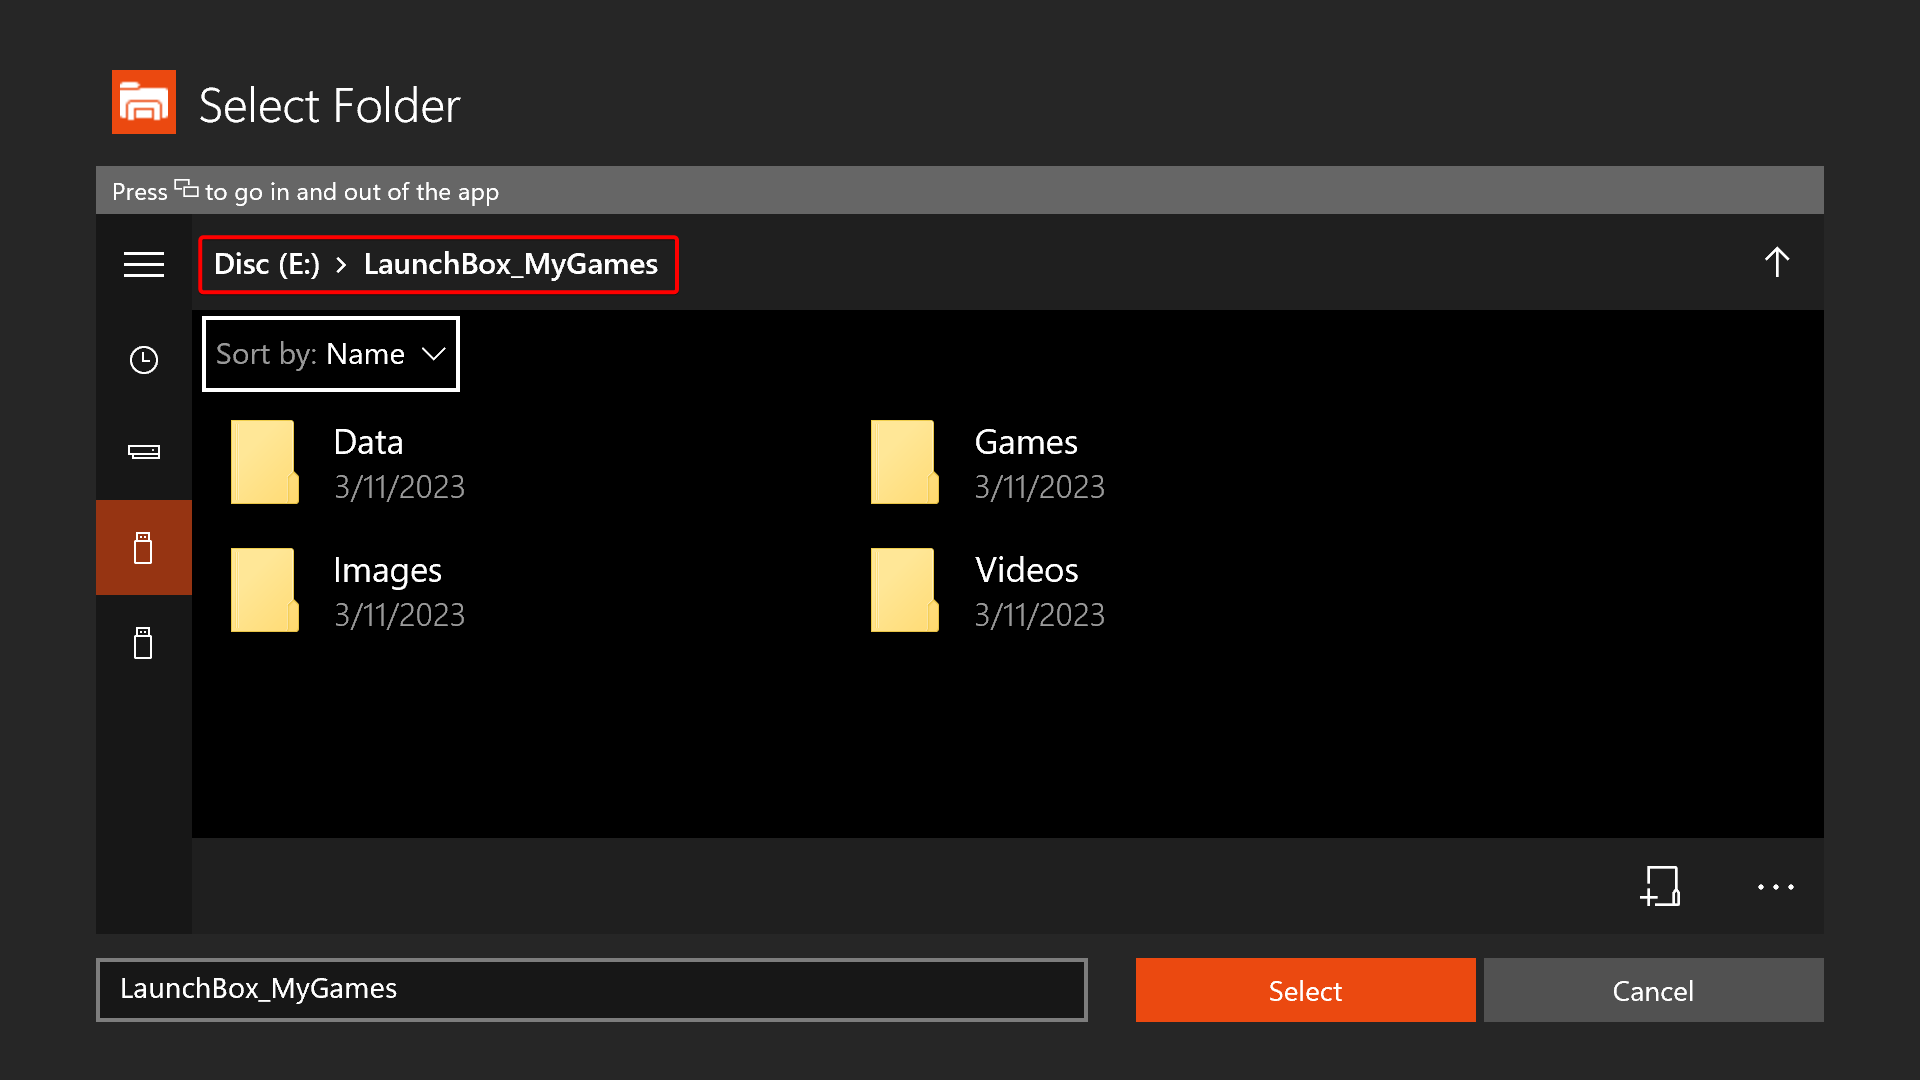 Select Folder
Press to go in and out of the app
Disc (E:) > LaunchBox_MyGames
Sort by: Name
Data
3/11/2023
Games
3/11/2023
Images
3/11/2023
Videos
3/11/2023
LaunchBox_MyGames
Select
Cancel